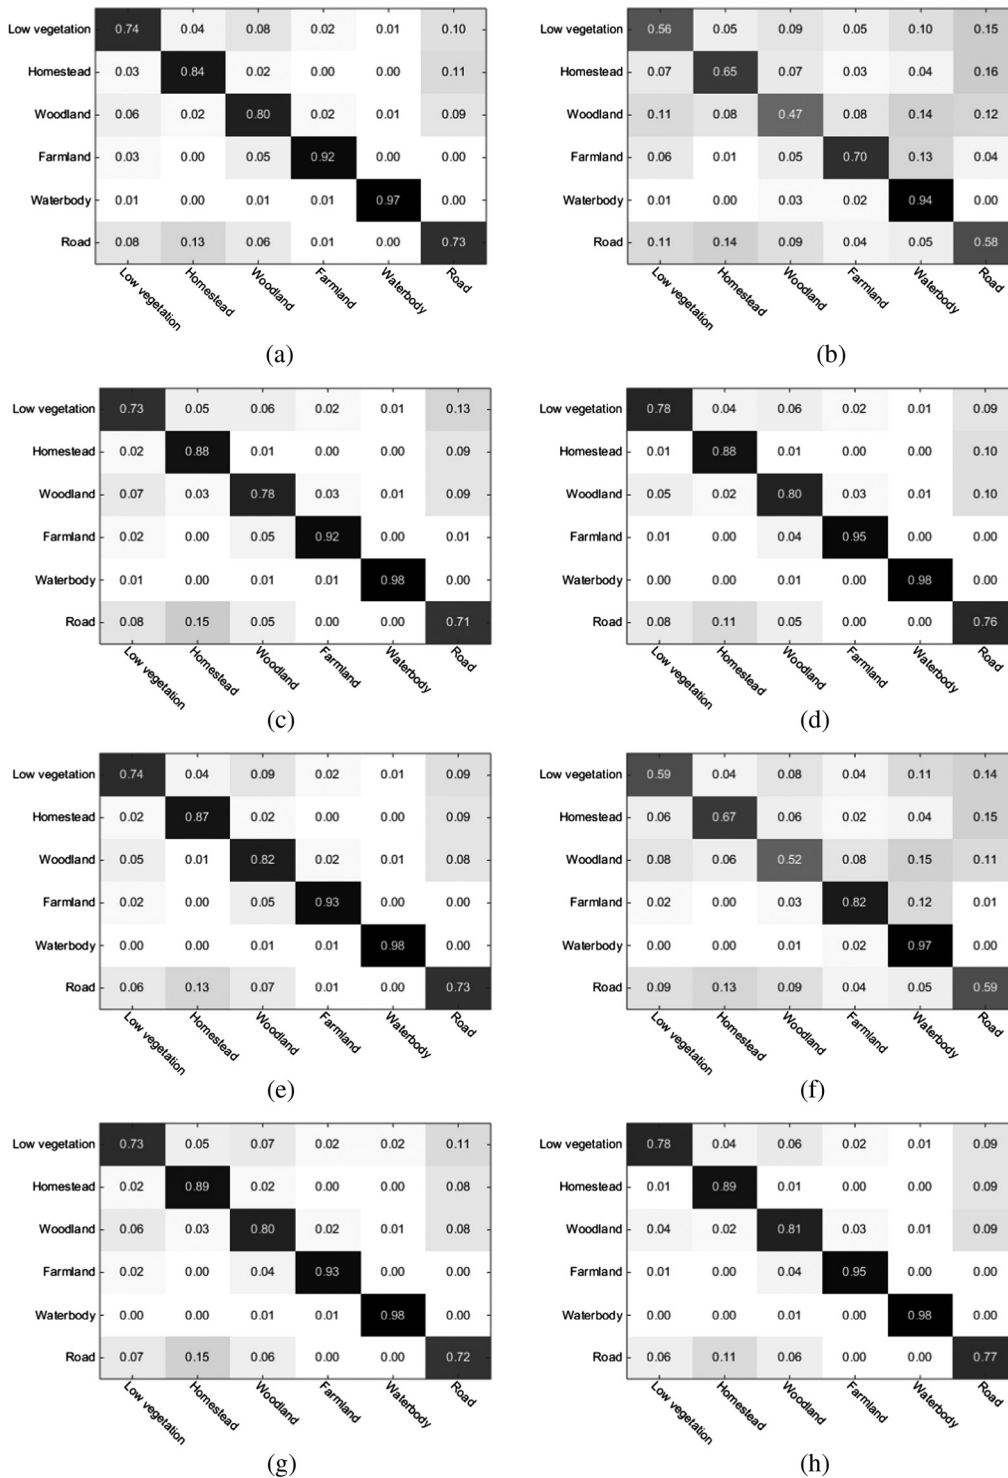 Low vegetation 0.74 0.04 0.08 0.02 0.01 0.10
Homestead 0.03 0.84 0.02 0.00 0.00 0.11
Woodland 0.06 0.02 0.80 0.02 0.01 0.09
Farmland 0.03 0.00 0.05 0.92 0.00 0.00
Waterbody 0.01 0.00 0.01 0.01 0.97 0.00
Road 0.08 0.13 0.06 0.01 0.00 0.73
Low vegetation Homestead Woodland Farmland Waterbody Road
(a)
Low vegetation 0.56 0.05 0.09 0.05 0.10 0.15
Homestead 0.07 0.65 0.07 0.03 0.04 0.16
Woodland 0.11 0.08 0.47 0.08 0.14 0.12
Farmland 0.06 0.01 0.05 0.70 0.13 0.04
Waterbody 0.01 0.00 0.03 0.02 0.94 0.00
Road 0.11 0.14 0.09 0.04 0.05 0.58
Low vegetation Homestead Woodland Farmland Waterbody Road
(b)
Low vegetation 0.73 0.05 0.06 0.02 0.01 0.13
Homestead 0.02 0.88 0.01 0.00 0.00 0.09
Woodland 0.07 0.03 0.78 0.03 0.01 0.09
Farmland 0.02 0.00 0.05 0.92 0.00 0.01
Waterbody 0.01 0.00 0.01 0.01 0.98 0.00
Road 0.08 0.15 0.05 0.00 0.00 0.71
Low vegetation Homestead Woodland Farmland Waterbody Road
(c)
Low vegetation 0.78 0.04 0.06 0.02 0.01 0.09
Homestead 0.01 0.88 0.01 0.00 0.00 0.10
Woodland 0.05 0.02 0.80 0.03 0.01 0.10
Farmland 0.01 0.00 0.04 0.95 0.00 0.00
Waterbody 0.00 0.00 0.01 0.00 0.98 0.00
Road 0.08 0.11 0.05 0.00 0.00 0.76
Low vegetation Homestead Woodland Farmland Waterbody Road
(d)
Low vegetation 0.74 0.04 0.09 0.02 0.01 0.09
Homestead 0.02 0.87 0.02 0.00 0.00 0.09
Woodland 0.05 0.01 0.82 0.02 0.01 0.08
Farmland 0.02 0.00 0.05 0.93 0.00 0.00
Waterbody 0.00 0.00 0.01 0.01 0.98 0.00
Road 0.06 0.13 0.07 0.01 0.00 0.73
Low vegetation Homestead Woodland Farmland Waterbody Road
(e)
Low vegetation 0.59 0.04 0.08 0.04 0.11 0.14
Homestead 0.06 0.67 0.06 0.02 0.04 0.15
Woodland 0.08 0.06 0.52 0.08 0.15 0.11
Farmland 0.02 0.00 0.03 0.82 0.12 0.01
Waterbody 0.00 0.00 0.01 0.02 0.97 0.00
Road 0.09 0.13 0.09 0.04 0.05 0.59
Low vegetation Homestead Woodland Farmland Waterbody Road
(f)
Low vegetation 0.73 0.05 0.07 0.02 0.02 0.11
Homestead 0.02 0.89 0.02 0.00 0.00 0.08
Woodland 0.06 0.03 0.80 0.02 0.01 0.08
Farmland 0.02 0.00 0.04 0.93 0.00 0.00
Waterbody 0.00 0.00 0.01 0.01 0.98 0.00
Road 0.07 0.15 0.06 0.00 0.00 0.72
Low vegetation Homestead Woodland Farmland Waterbody Road
(g)
Low vegetation 0.78 0.04 0.06 0.02 0.01 0.09
Homestead 0.01 0.89 0.01 0.00 0.00 0.09
Woodland 0.04 0.02 0.81 0.03 0.01 0.09
Farmland 0.01 0.00 0.04 0.95 0.00 0.00
Waterbody 0.00 0.00 0.01 0.00 0.98 0.00
Road 0.06 0.11 0.06 0.00 0.00 0.77
Low vegetation Homestead Woodland Farmland Waterbody Road
(h)